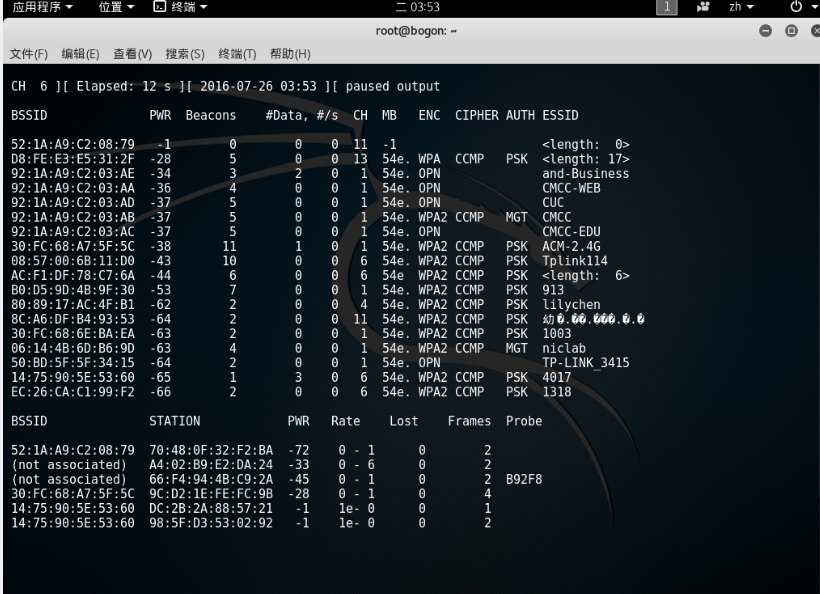 应用程序 位置 终端 二 03:53 1 zh
root@bogon: ~
文件(F) 编辑(E) 查看(V) 搜索(S) 终端(T) 帮助(H)
CH 6 ][ Elapsed: 12 s ][ 2016-07-26 03:53 ][ paused output
BSSID PWR Beacons #Data, #/s CH MB ENC CIPHER AUTH ESSID
52:1A:A9:C2:08:79 -1 0 0 0 11 -1 <length: 0>
D8:FE:E3:E5:31:2F -28 5 0 0 13 54e. WPA CCMP PSK <length: 17>
92:1A:A9:C2:03:AE -34 3 2 0 1 54e. OPN and-Business
92:1A:A9:C2:03:AA -36 4 0 0 1 54e. OPN CMCC-WEB
92:1A:A9:C2:03:AD -37 5 0 0 1 54e. OPN CUC
92:1A:A9:C2:03:AB -37 5 0 0 1 54e. WPA2 CCMP MGT CMCC
92:1A:A9:C2:03:AC -37 5 0 0 1 54e. OPN CMCC-EDU
30:FC:68:A7:5F:5C -38 11 1 0 1 54e. WPA2 CCMP PSK ACM-2.4G
08:57:00:6B:11:D0 -43 10 0 0 6 54e. WPA2 CCMP PSK Tplink114
AC:F1:DF:78:C7:6A -44 6 0 0 6 54e WPA2 CCMP PSK <length: 6>
B0:D5:9D:4B:9F:30 -53 7 0 0 1 54e. WPA2 CCMP PSK 913
80:89:17:AC:4F:B1 -62 2 0 0 4 54e. WPA2 CCMP PSK lilychen
8C:A6:DF:B4:93:53 -64 2 0 0 11 54e. WPA2 CCMP PSK
30:FC:68:6E:BA:EA -63 2 0 0 1 54e. WPA2 CCMP PSK 1003
06:14:4B:6D:B6:9D -63 4 0 0 1 54e. WPA2 CCMP MGT niclab
50:BD:5F:5F:34:15 -64 2 0 0 1 54e. OPN TP-LINK_3415
14:75:90:5E:53:60 -65 1 3 0 6 54e. WPA2 CCMP PSK 4017
EC:26:CA:C1:99:F2 -66 2 0 0 6 54e. WPA2 CCMP PSK 1318
BSSID STATION PWR Rate Lost Frames Probe
52:1A:A9:C2:08:79 70:48:0F:32:F2:BA -72 0 - 1 0 2
(not associated) A4:02:B9:E2:DA:24 -33 0 - 6 0 2
(not associated) 66:F4:94:4B:C9:2A -45 0 - 1 0 2 B92F8
30:FC:68:A7:5F:5C 9C:D2:1E:FE:FC:9B -28 0 - 1 0 4
14:75:90:5E:53:60 DC:2B:2A:88:57:21 -1 1e- 0 0 1
14:75:90:5E:53:60 98:5F:D3:53:02:92 -1 1e- 0 0 2